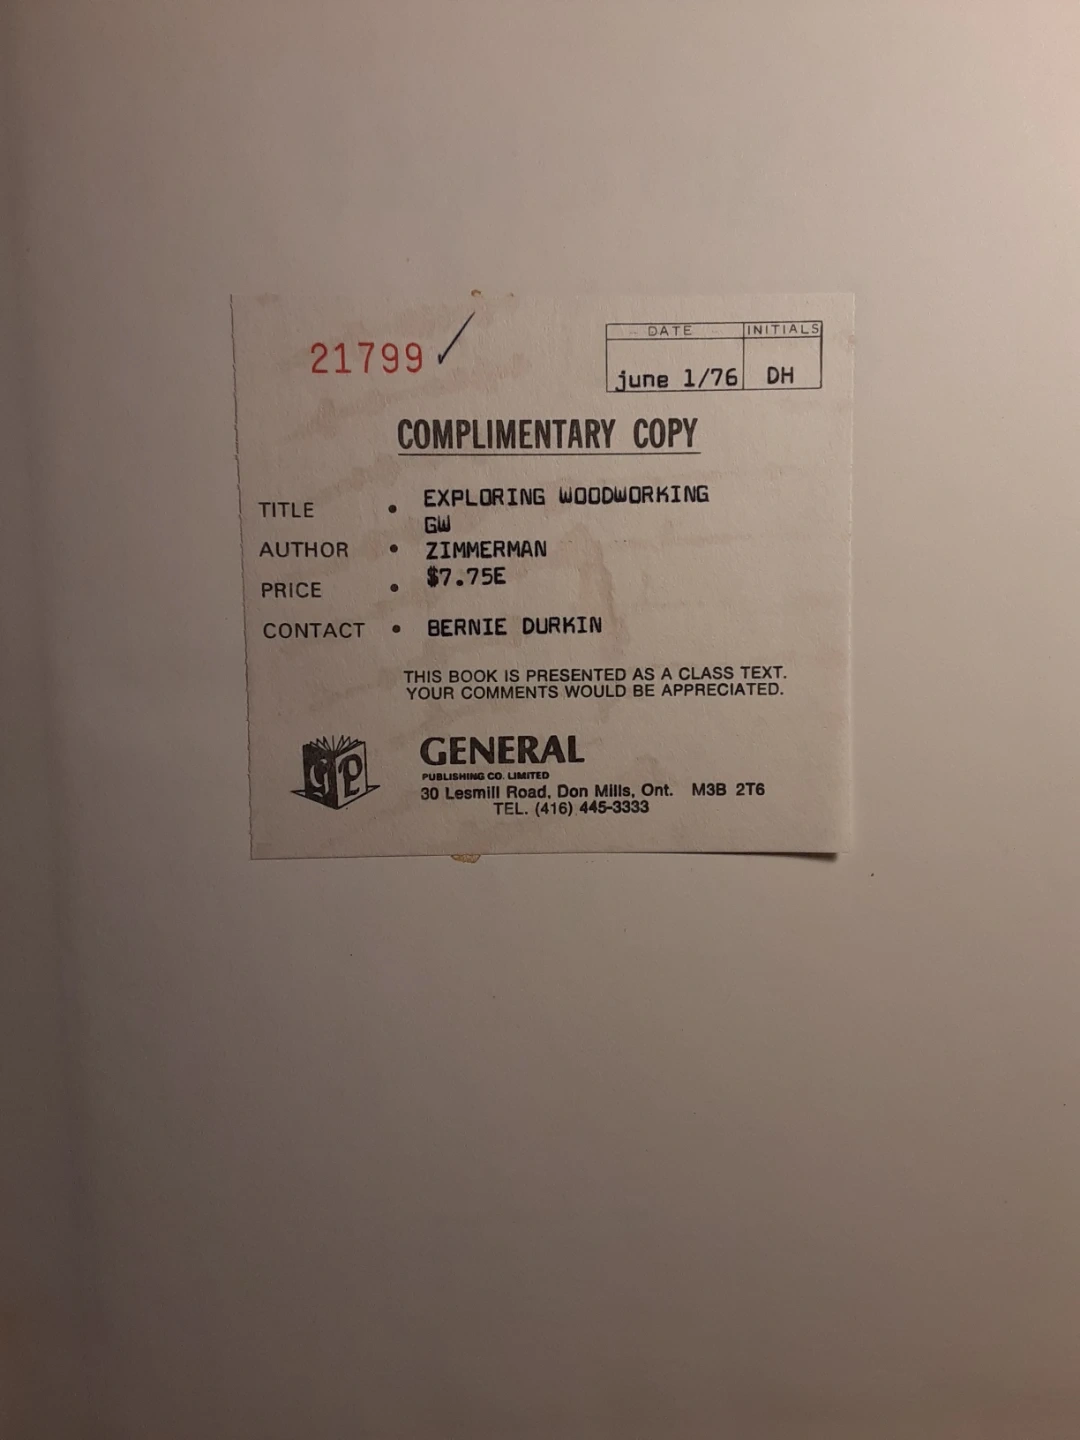 21799
DATE INITIALS
june 1/76 DH
COMPLIMENTARY COPY
TITLE • EXPLORING WOODWORKING
GW
AUTHOR • ZIMMERMAN
PRICE • $7.75E
CONTACT • BERNIE DURKIN
THIS BOOK IS PRESENTED AS A CLASS TEXT.
YOUR COMMENTS WOULD BE APPRECIATED.
gp
GENERAL
PUBLISHING CO. LIMITED
30 Lesmill Road, Don Mills, Ont. M3B 2T6
TEL. (416) 445-3333